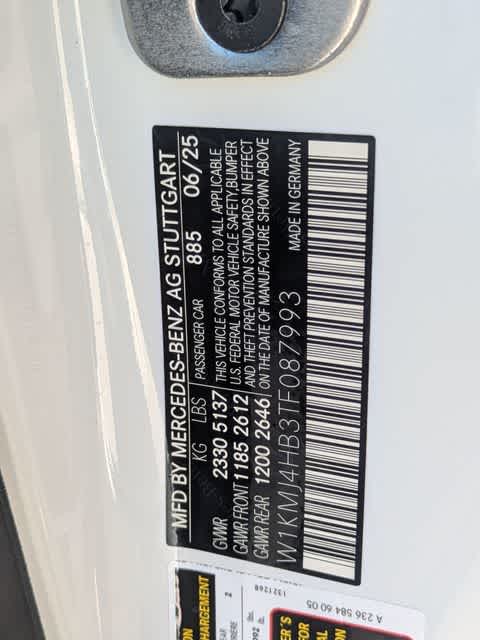 MFD BY MERCEDES-BENZ AG STUTTGART
KG LBS 885 06/25
GVWR 2330 5137 PASSENGER CAR
GAWR FRONT 1185 2612
GAWR REAR 1200 2646
THIS VEHICLE CONFORMS TO ALL APPLICABLE
U.S. FEDERAL MOTOR VEHICLE SAFETY, BUMPER
AND THEFT PREVENTION STANDARDS IN EFFECT
ON THE DATE OF MANUFACTURE SHOWN ABOVE
W1KMJ4HB3TF087993 MADE IN GERMANY
A 236 584 60 05
1321268
CHARGEMENT